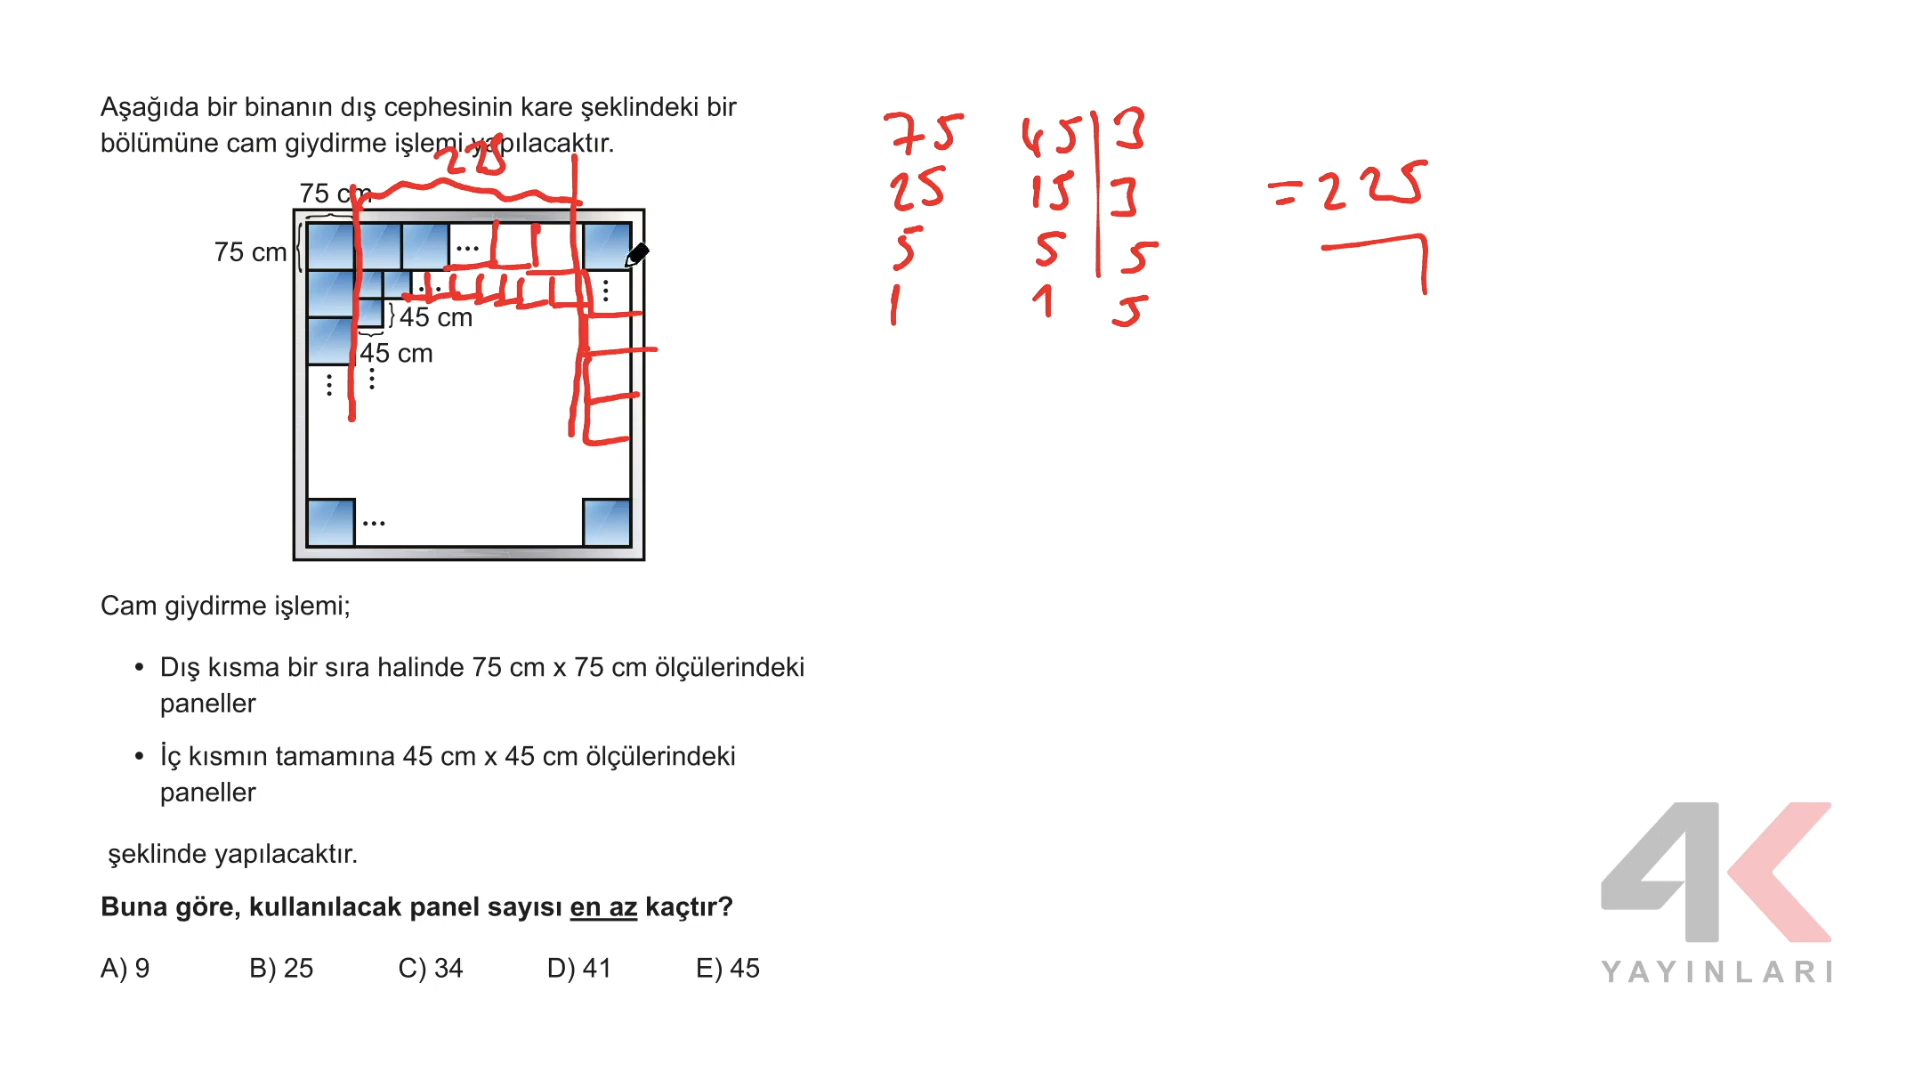 Aşağıda bir binanın dış cephesinin kare şeklindeki bir
bölümüne cam giydirme işlemi yapılacaktır.
225
75 cm
75 cm
...
...
45 cm
45 cm
...
Cam giydirme işlemi;
• Dış kısma bir sıra halinde 75 cm x 75 cm ölçülerindeki
paneller
• İç kısmın tamamına 45 cm x 45 cm ölçülerindeki
paneller
şeklinde yapılacaktır.
Buna göre, kullanılacak panel sayısı en az kaçtır?
A) 9 B) 25 C) 34 D) 41 E) 45
75 45 | 3
25 15 | 3
5 5 | 5
1 1 5
= 225
4K
YAYINLARI